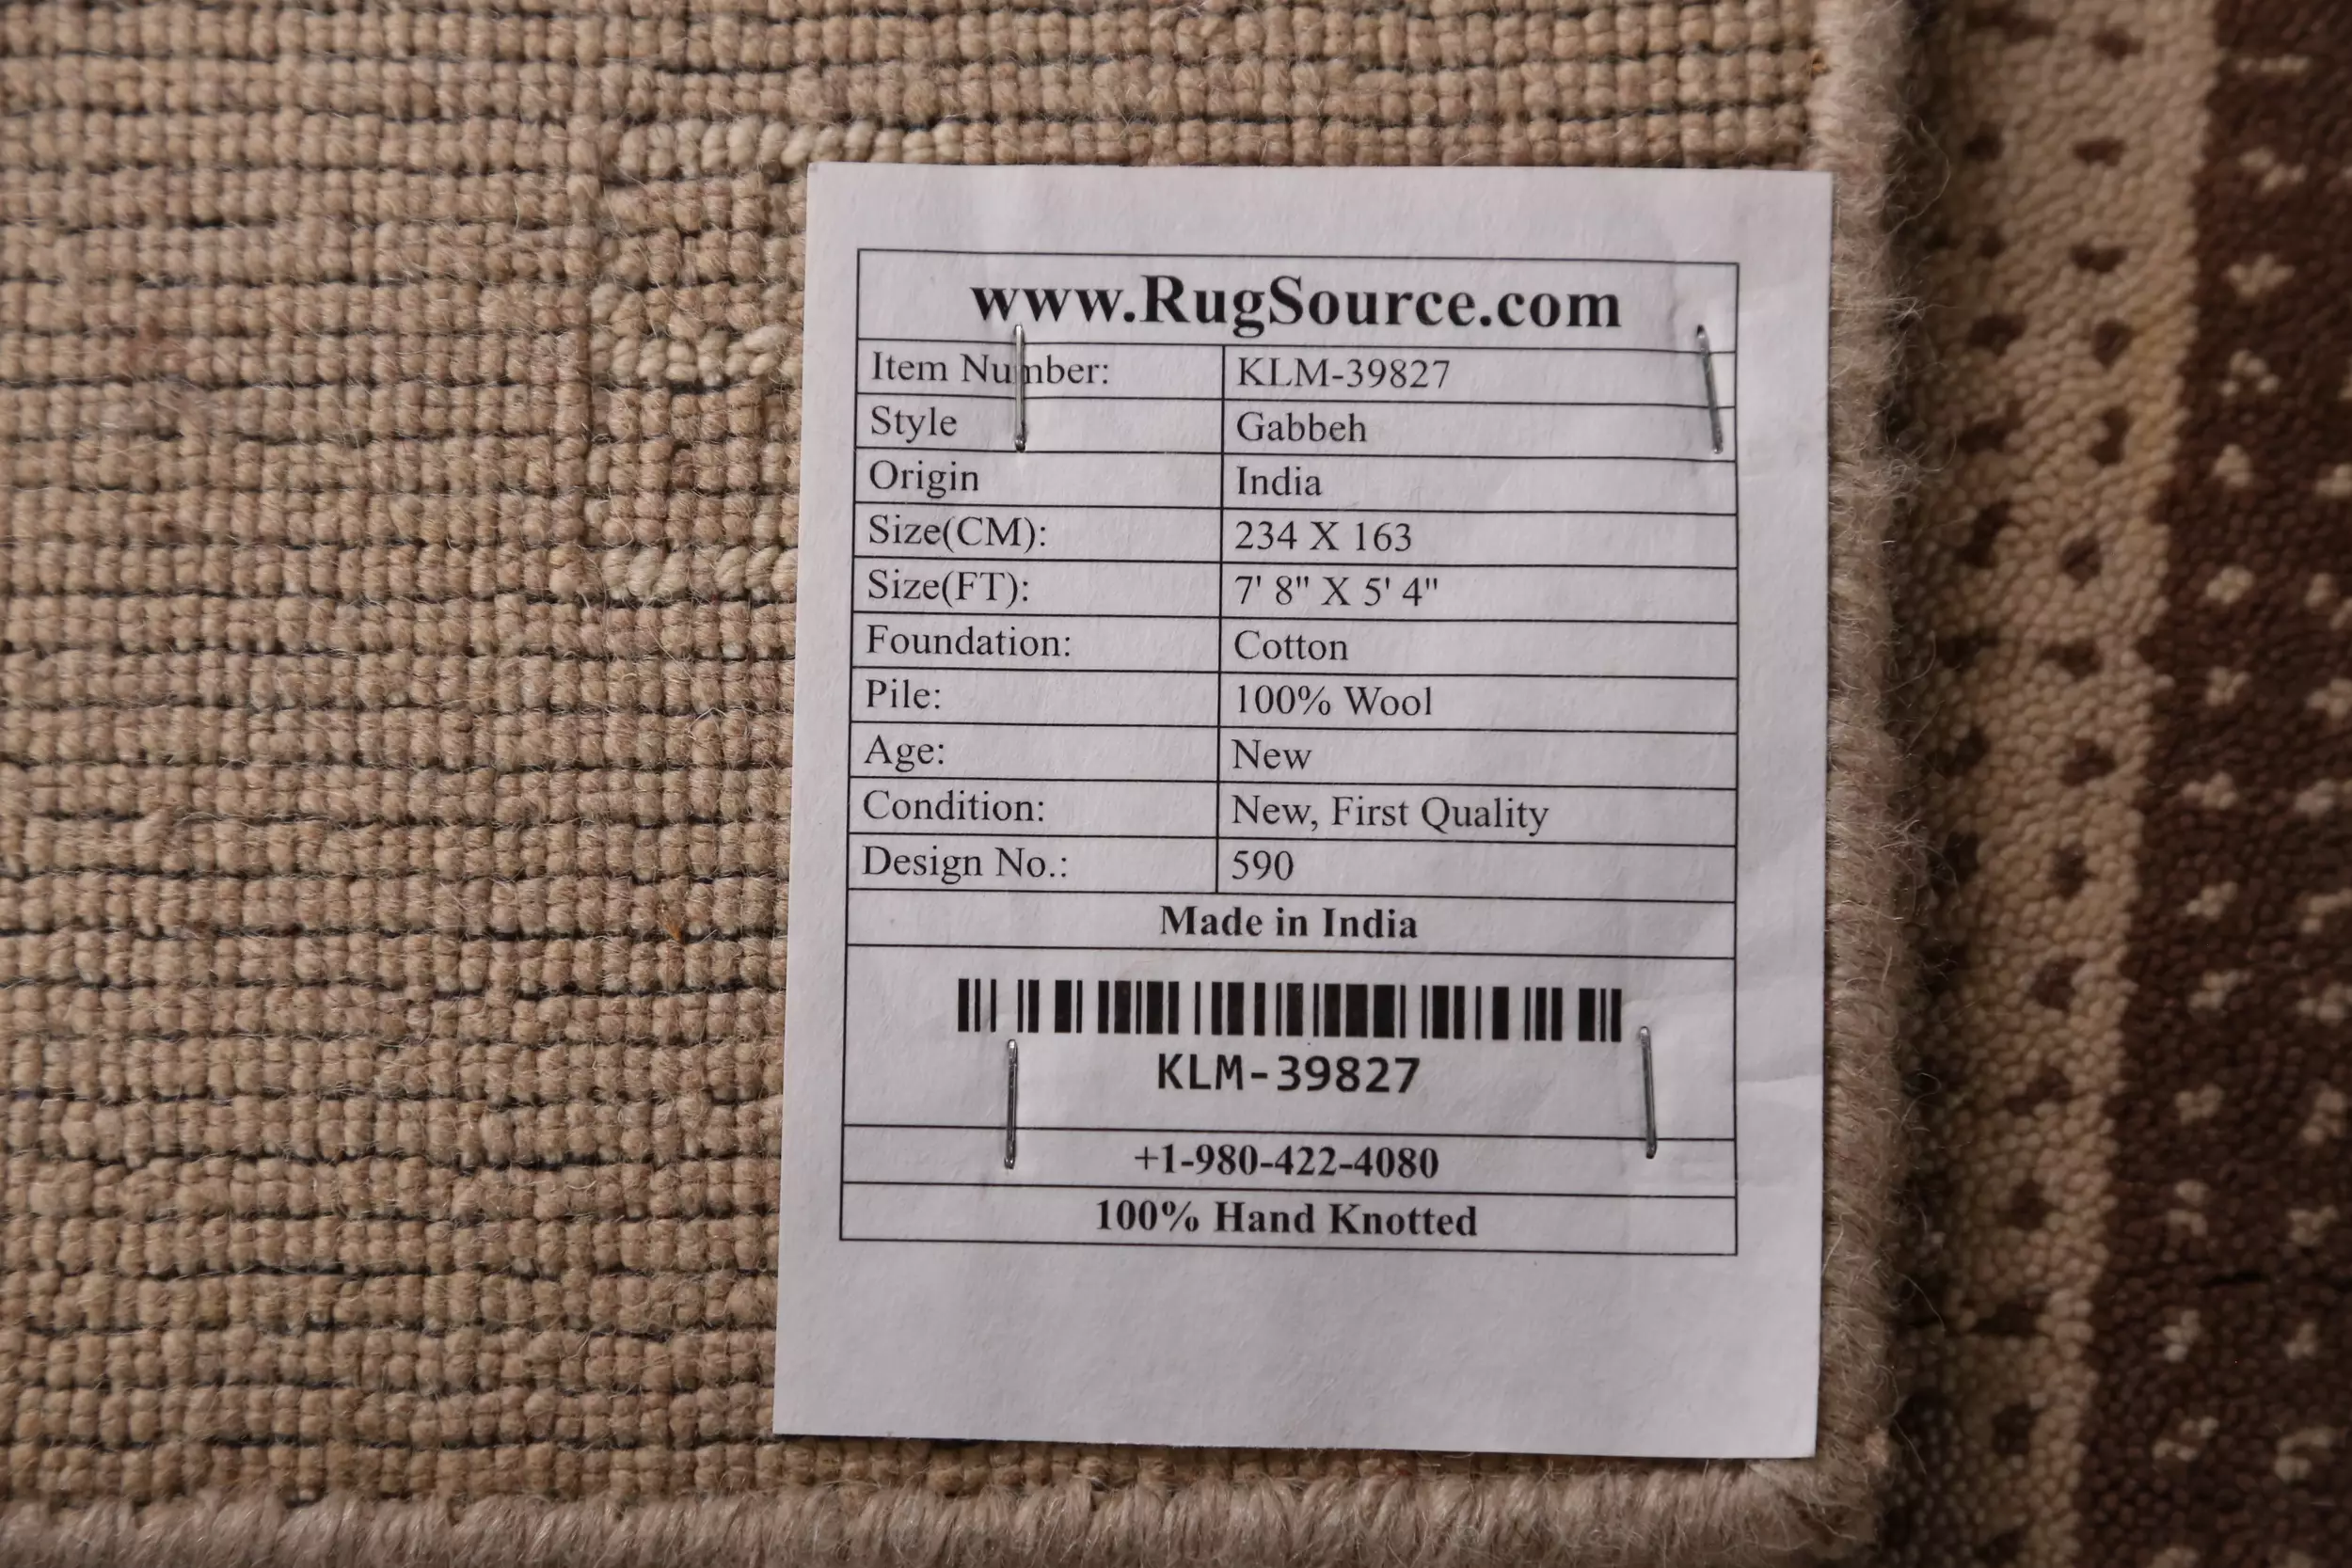 www.RugSource.com
Item Number: KLM-39827
Style Gabbeh
Origin India
Size(CM): 234 X 163
Size(FT): 7' 8" X 5' 4"
Foundation: Cotton
Pile: 100% Wool
Age: New
Condition: New, First Quality
Design No.: 590
Made in India
KLM-39827
+1-980-422-4080
100% Hand Knotted